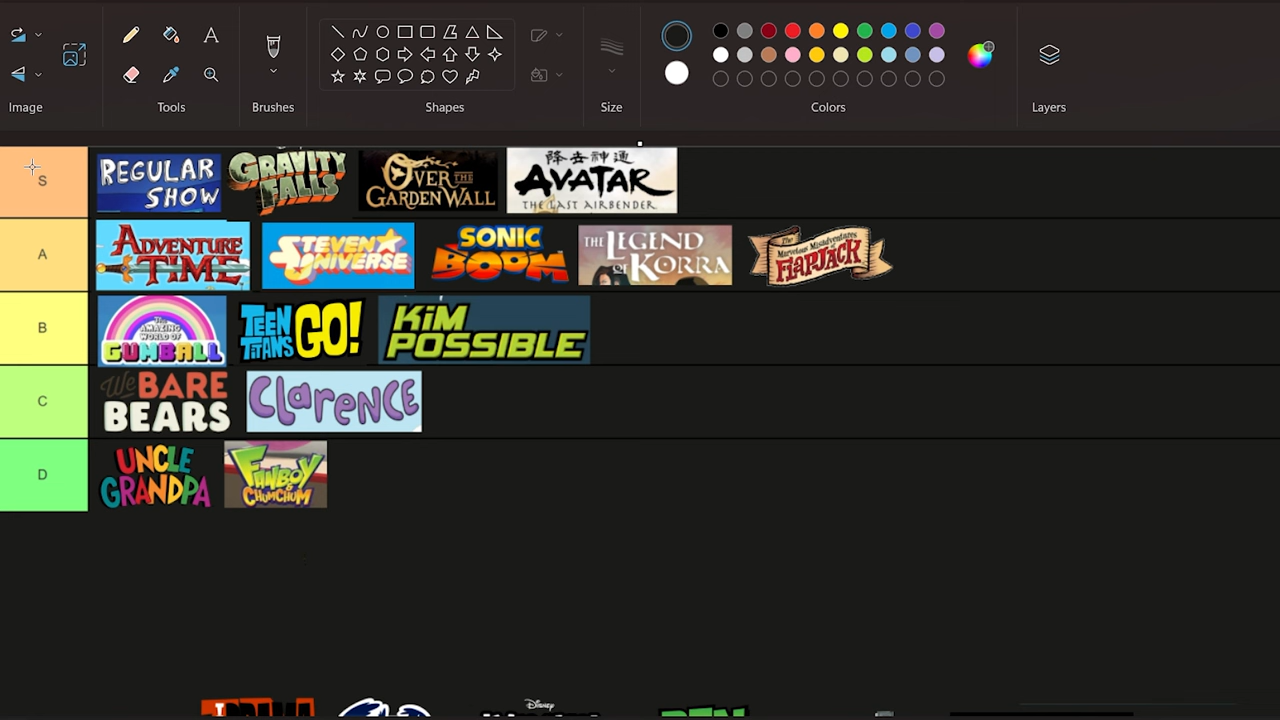 Image
Tools
Brushes
Shapes
Size
Colors
Layers
S
REGULAR
SHOW
GRAVITY
FALLS
OVER THE
GARDEN WALL
降去神通
AVATAR
THE LAST AIRBENDER
A
ADVENTURE
TIME
STEVEN
UNIVERSE
SONIC
BOOM
THE LEGEND
OF KORRA
The
Marvelous Misadventures
of
FLAPJACK
B
The
AMAZING
WORLD OF
GUMBALL
TEEN
TITANS
GO!
KiM
POSSIBLE
C
We BARE
BEARS
Clarence
D
UNCLE
GRANDPA
FANBOY
&
CHUMCHUM
Disney